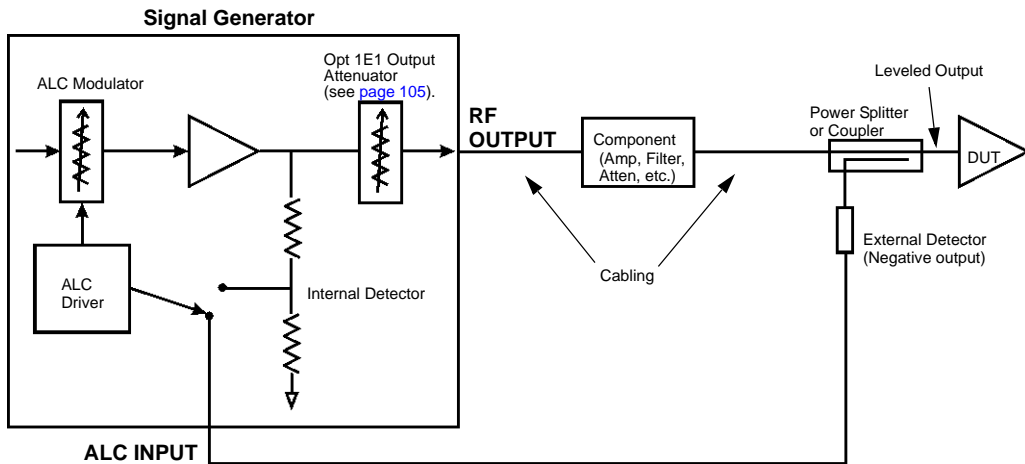 Signal Generator
Opt 1E1 Output
Attenuator
(see page 105).
ALC Modulator
RF
OUTPUT
Component
(Amp, Filter,
Atten, etc.)
Leveled Output
Power Splitter
or Coupler
DUT
External Detector
(Negative output)
Cabling
ALC
Driver
Internal Detector
ALC INPUT